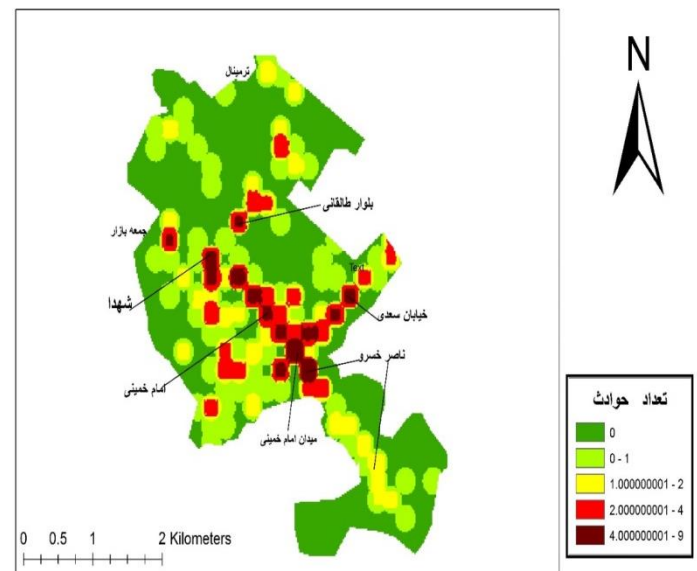 ترمینال
N
بلوار طالقانی
جمعه بازار
شهدا
Text
خیابان سعدی
ناصر خسرو
امام خمینی
میدان امام خمینی
تعداد حوادث
0
0 - 1
1.000000001 - 2
2.000000001 - 4
4.000000001 - 9
0 0.5 1 2 Kilometers